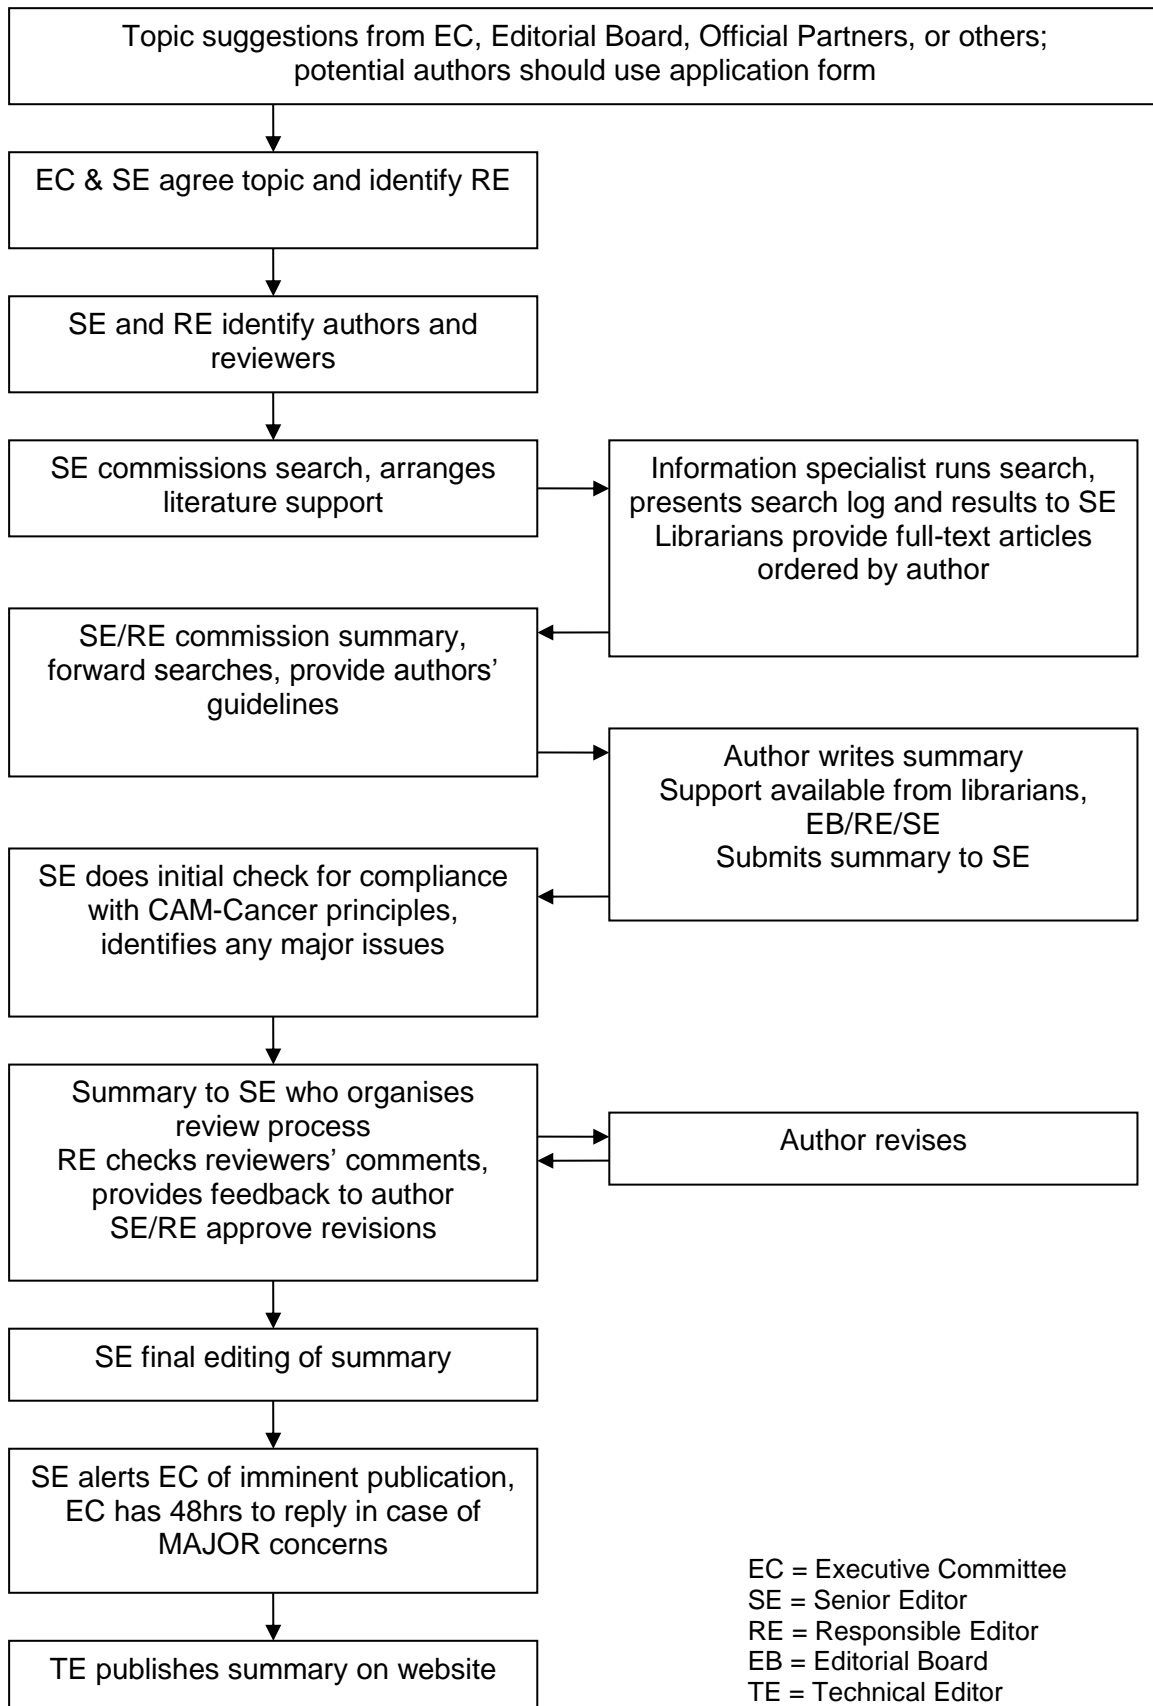 Topic suggestions from EC, Editorial Board, Official Partners, or others;
potential authors should use application form
EC & SE agree topic and identify RE
SE and RE identify authors and
reviewers
SE commissions search, arranges
literature support
Information specialist runs search,
presents search log and results to SE
Librarians provide full-text articles
ordered by author
SE/RE commission summary,
forward searches, provide authors’
guidelines
Author writes summary
Support available from librarians,
EB/RE/SE
Submits summary to SE
SE does initial check for compliance
with CAM-Cancer principles,
identifies any major issues
Summary to SE who organises
review process
RE checks reviewers’ comments,
provides feedback to author
SE/RE approve revisions
Author revises
SE final editing of summary
SE alerts EC of imminent publication,
EC has 48hrs to reply in case of
MAJOR concerns
TE publishes summary on website
EC = Executive Committee
SE = Senior Editor
RE = Responsible Editor
EB = Editorial Board
TE = Technical Editor